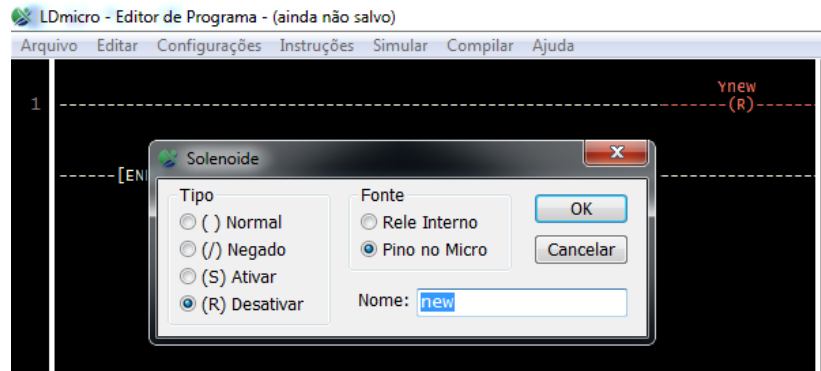 LDmicro - Editor de Programa - (ainda não salvo)
Arquivo Editar Configurações Instruções Simular Compilar Ajuda
Ynew
1 (R)
[EN
Solenoide
x
Tipo
( ) Normal
(/) Negado
(S) Ativar
(R) Desativar
Fonte
Rele Interno
Pino no Micro
Nome: new
OK
Cancelar